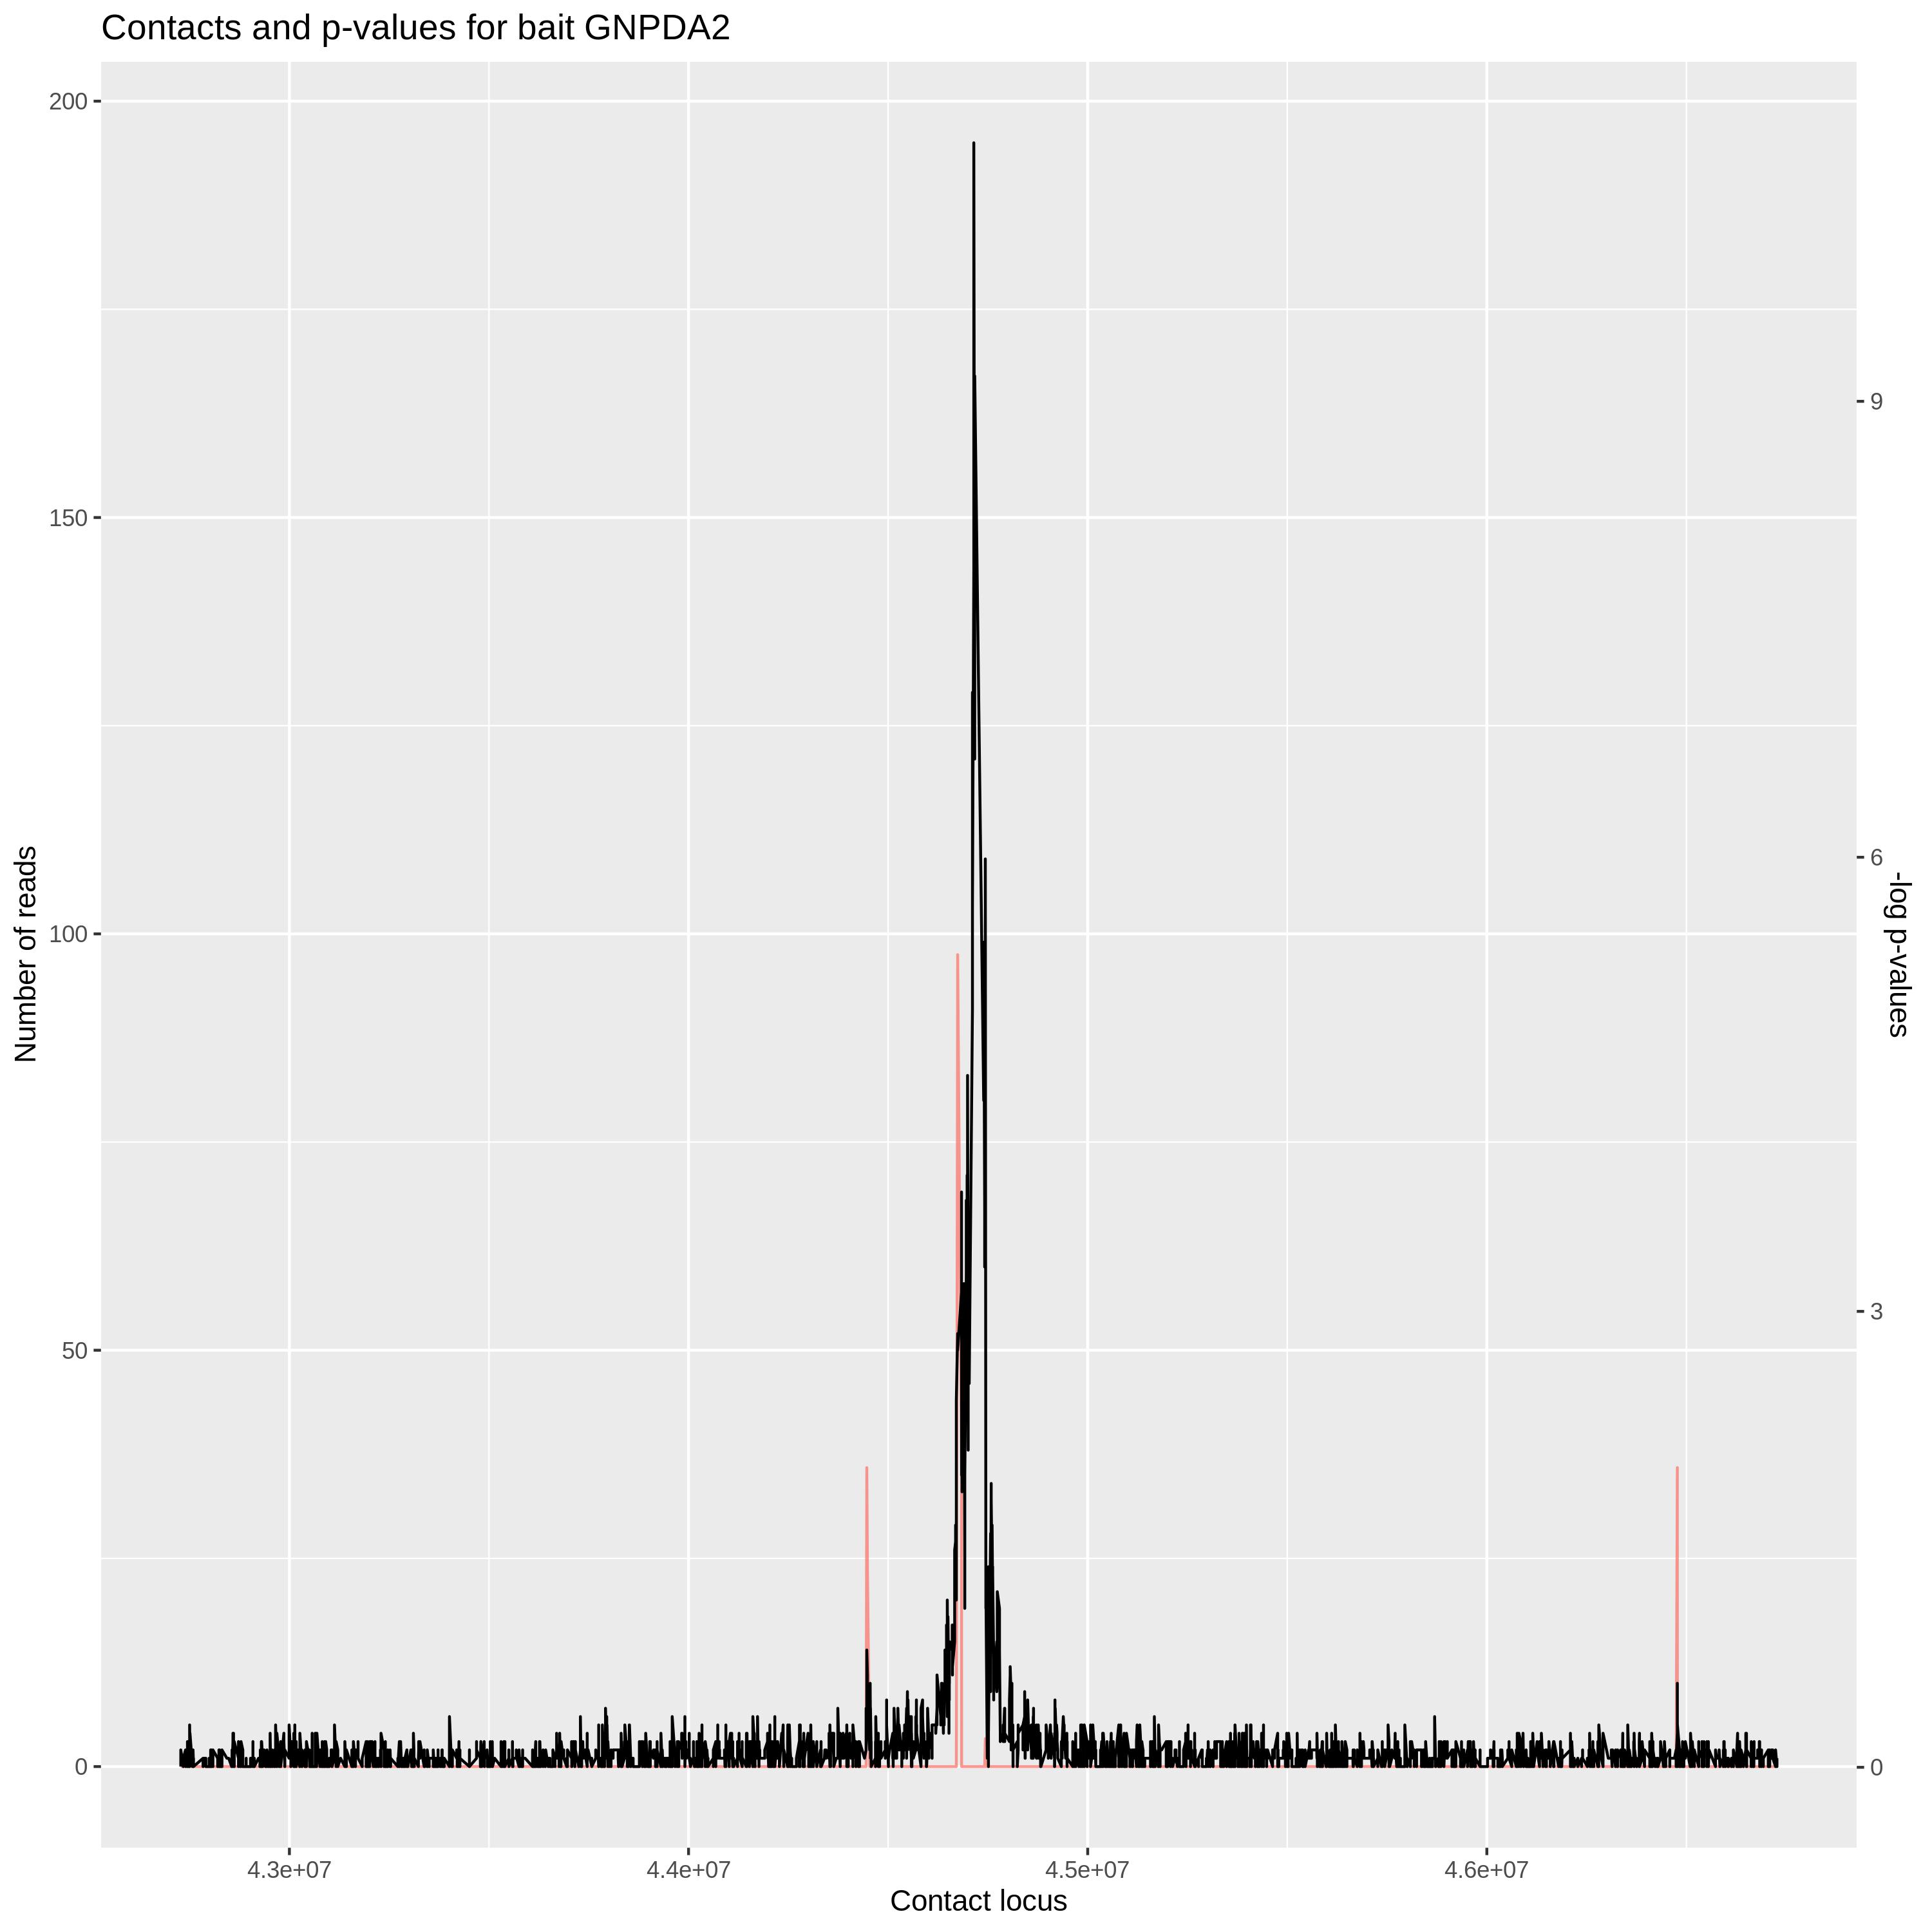 Contacts and p-values for bait GNPDA2
200
150
100
50
0
Number of reads
9
6
3
0
-log p-values
4.3e+07
4.4e+07
4.5e+07
4.6e+07
Contact locus